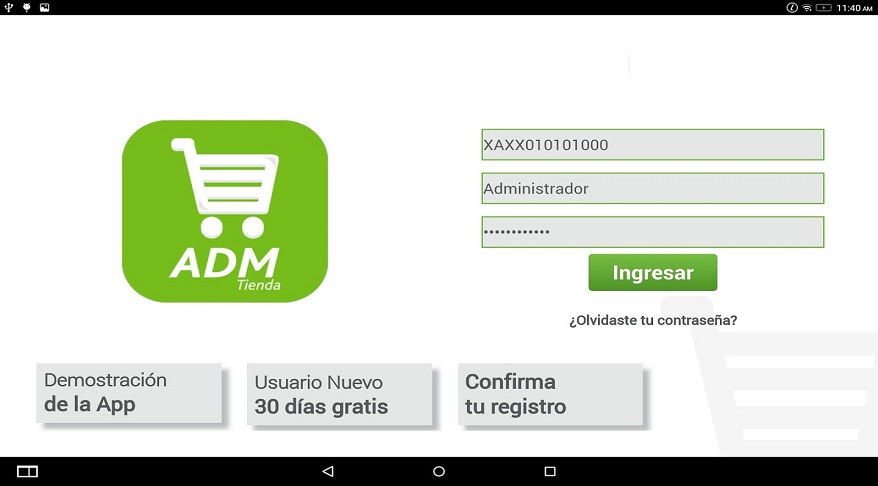 11:40 AM
XAXX010101000
Administrador
••••••••••••
Ingresar
¿Olvidaste tu contraseña?
ADM
Tienda
Demostración
de la App
Usuario Nuevo
30 días gratis
Confirma
tu registro